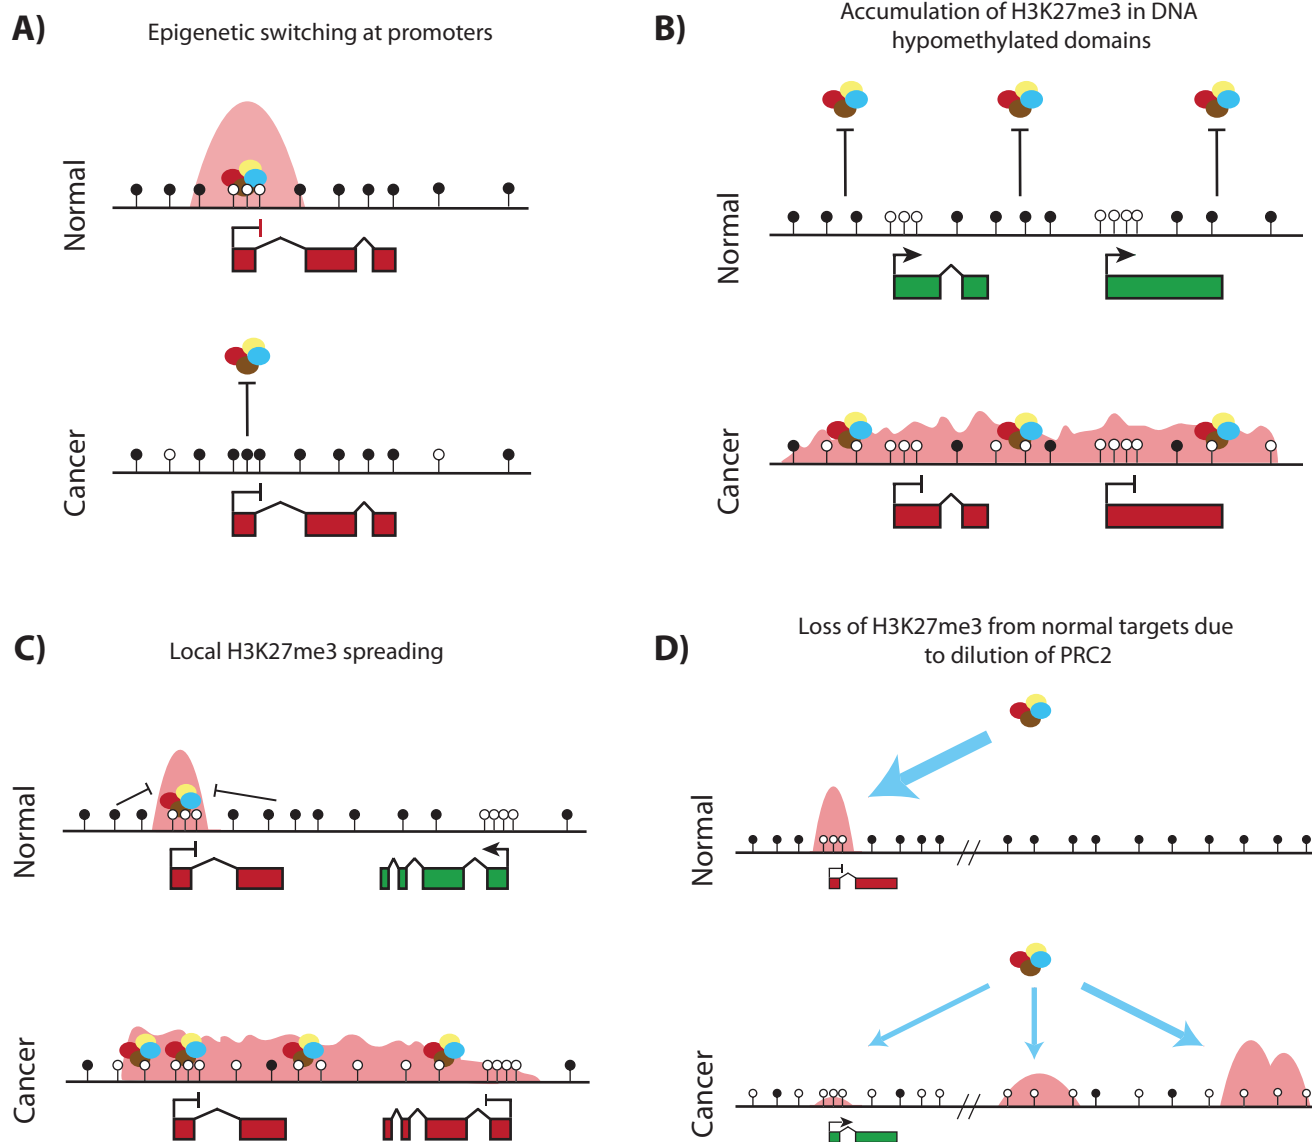 A)
Epigenetic switching at promoters
Normal
Cancer
B)
Accumulation of H3K27me3 in DNA
hypomethylated domains
Normal
Cancer
C)
Local H3K27me3 spreading
Normal
Cancer
D)
Loss of H3K27me3 from normal targets due
to dilution of PRC2
Normal
Cancer